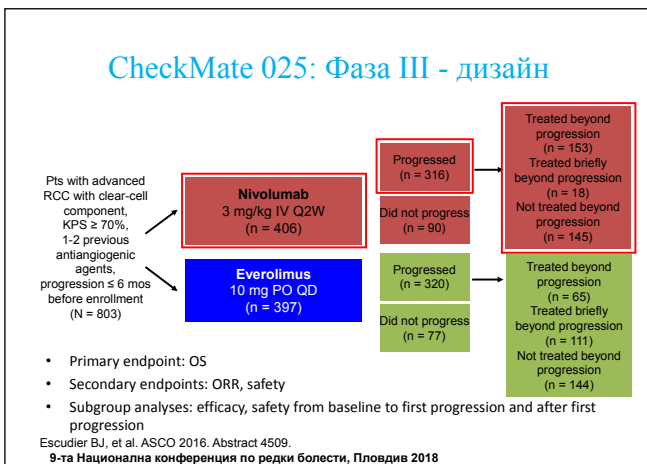 CheckMate 025: Фаза III - дизайн
Pts with advanced
RCC with clear-cell
component,
KPS ≥ 70%,
1-2 previous
antiangiogenic
agents,
progression ≤ 6 mos
before enrollment
(N = 803)
Nivolumab
3 mg/kg IV Q2W
(n = 406)
Everolimus
10 mg PO QD
(n = 397)
Progressed
(n = 316)
Did not progress
(n = 90)
Progressed
(n = 320)
Did not progress
(n = 77)
Treated beyond
progression
(n = 153)
Treated briefly
beyond progression
(n = 18)
Not treated beyond
progression
(n = 145)
Treated beyond
progression
(n = 65)
Treated briefly
beyond progression
(n = 111)
Not treated beyond
progression
(n = 144)
• Primary endpoint: OS
• Secondary endpoints: ORR, safety
• Subgroup analyses: efficacy, safety from baseline to first progression and after first
progression
Escudier BJ, et al. ASCO 2016. Abstract 4509.
9-та Национална конференция по редки болести, Пловдив 2018